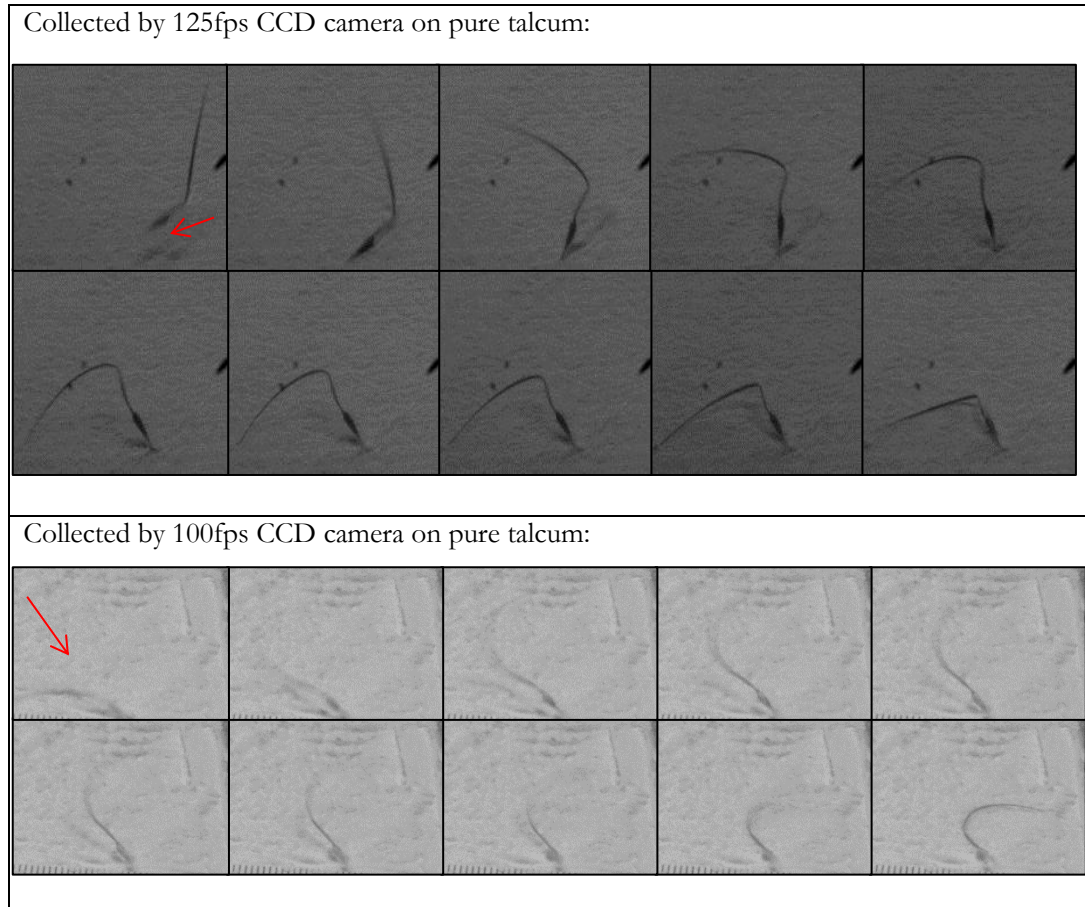 Collected by 125fps CCD camera on pure talcum:
Collected by 100fps CCD camera on pure talcum: